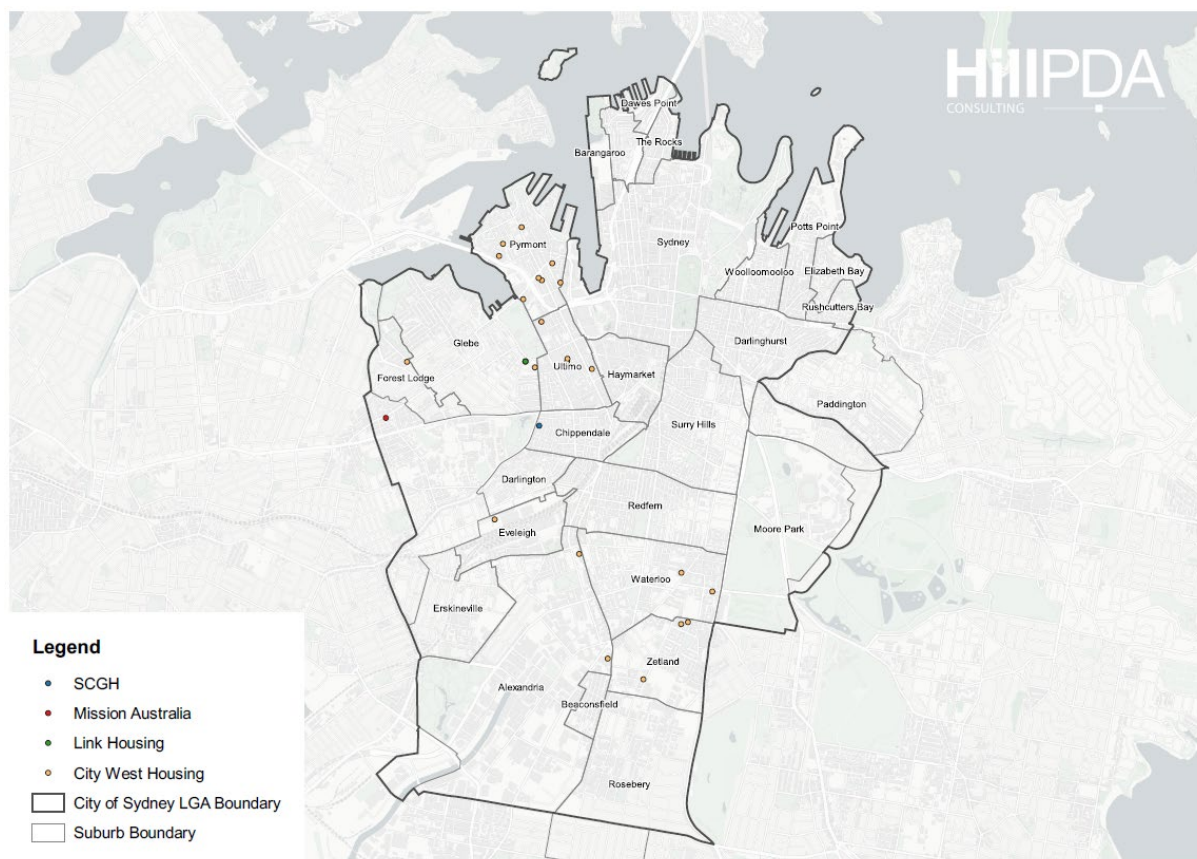 HillPDA
CONSULTING
Dawes Point
The Rocks
Barangaroo
Pyrmont
Sydney
Potts Point
Woolloomooloo
Elizabeth Bay
Rushcutters Bay
Glebe
Darlinghurst
Ultimo
Haymarket
Forest Lodge
Paddington
Surry Hills
Chippendale
Darlington
Redfern
Eveleigh
Moore Park
Waterloo
Erskineville
Zetland
Alexandria
Beaconsfield
Rosebery
Legend
SCGH
Mission Australia
Link Housing
City West Housing
City of Sydney LGA Boundary
Suburb Boundary